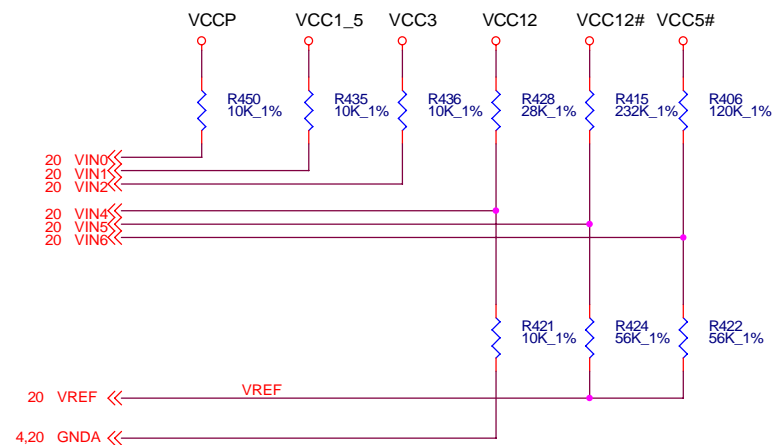 VCCP VCC1_5 VCC3 VCC12 VCC12# VCC5#
R450 R435 R436 R428 R415 R406
10K_1% 10K_1% 10K_1% 28K_1% 232K_1% 120K_1%
20 VIN0
20 VIN1
20 VIN2
20 VIN4
20 VIN5
20 VIN6
R421 R424 R422
10K_1% 56K_1% 56K_1%
20 VREF VREF
4,20 GNDA